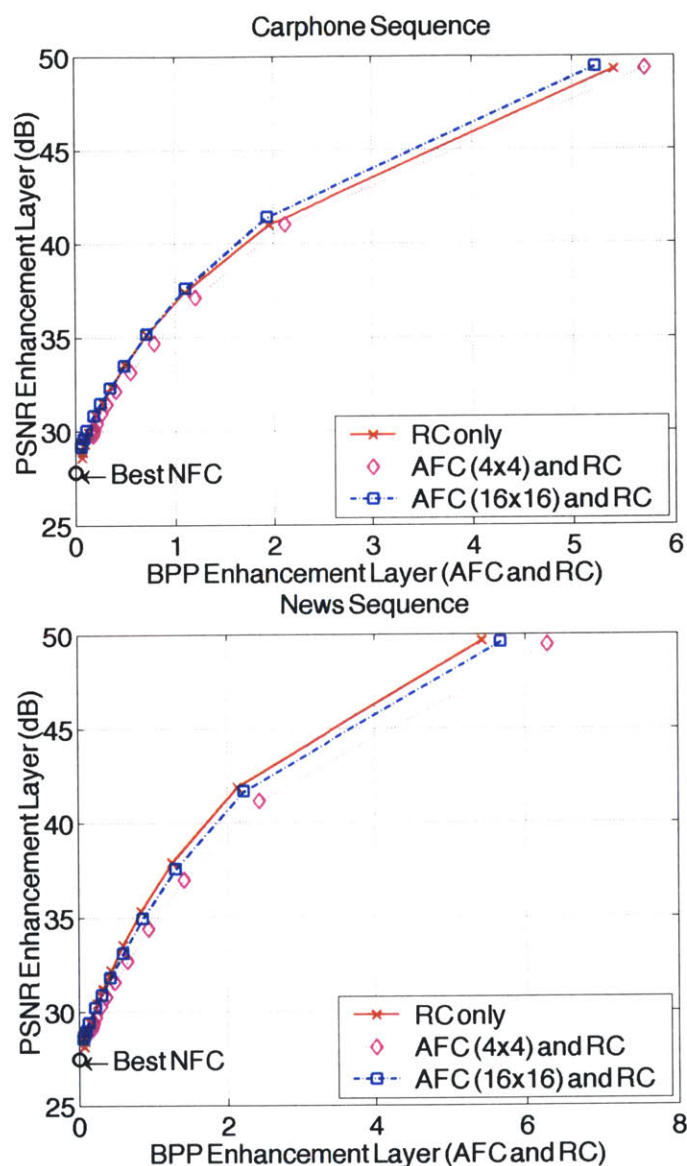 Carphone Sequence
PSNR Enhancement Layer (dB)
50
45
40
35
30
25
Best NFC
RC only
AFC (4x4) and RC
AFC (16x16) and RC
0 1 2 3 4 5 6
BPP Enhancement Layer (AFC and RC)
News Sequence
PSNR Enhancement Layer (dB)
50
45
40
35
30
25
Best NFC
RC only
AFC (4x4) and RC
AFC (16x16) and RC
0 2 4 6 8
BPP Enhancement Layer (AFC and RC)